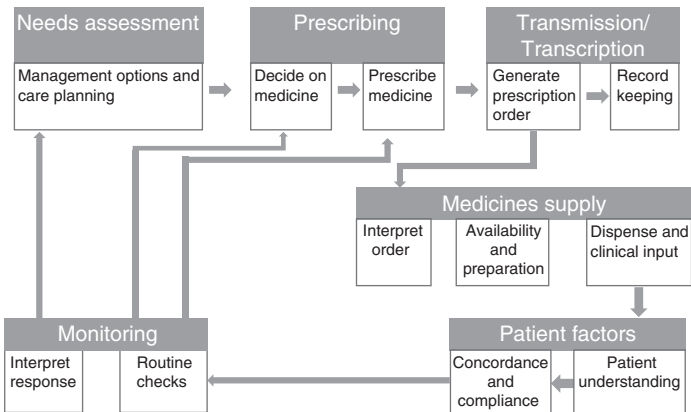 Needs assessment
Management options and
care planning
Prescribing
Decide on
medicine
Prescribe
medicine
Transmission/
Transcription
Generate
prescription
order
Record
keeping
Medicines supply
Interpret
order
Availability
and
preparation
Dispense and
clinical input
Monitoring
Interpret
response
Routine
checks
Patient factors
Concordance
and
compliance
Patient
understanding